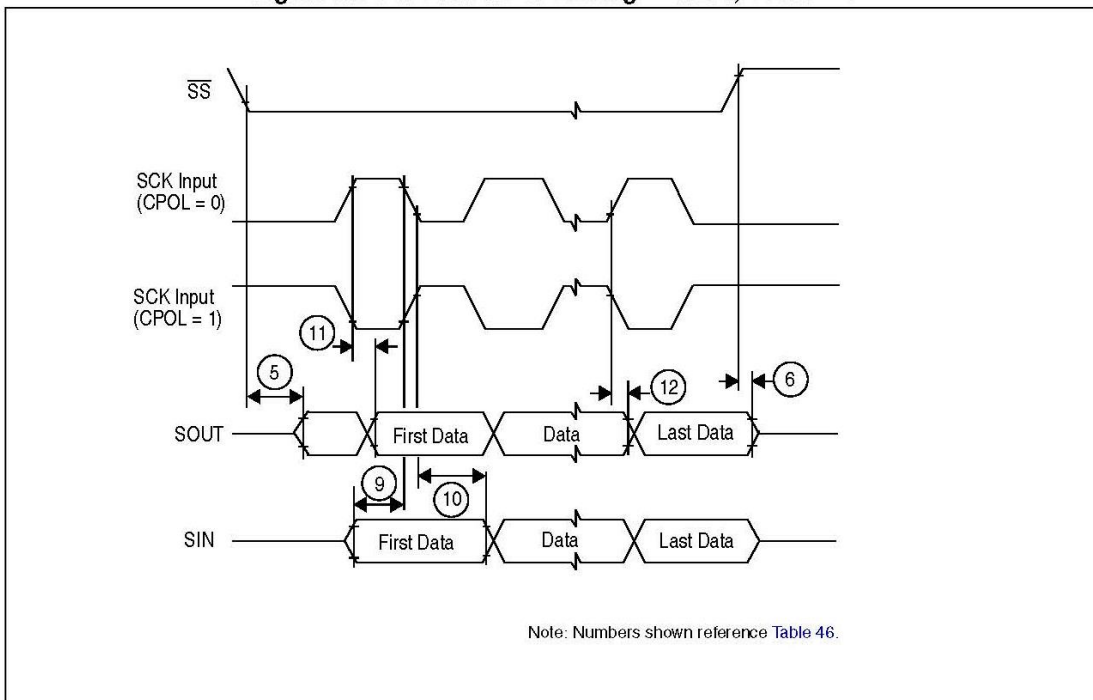 SS
SCK Input
(CPOL = 0)
SCK Input
(CPOL = 1)
11
5
12
6
SOUT
First Data
Data
Last Data
9
10
SIN
First Data
Data
Last Data
Note: Numbers shown reference Table 46.